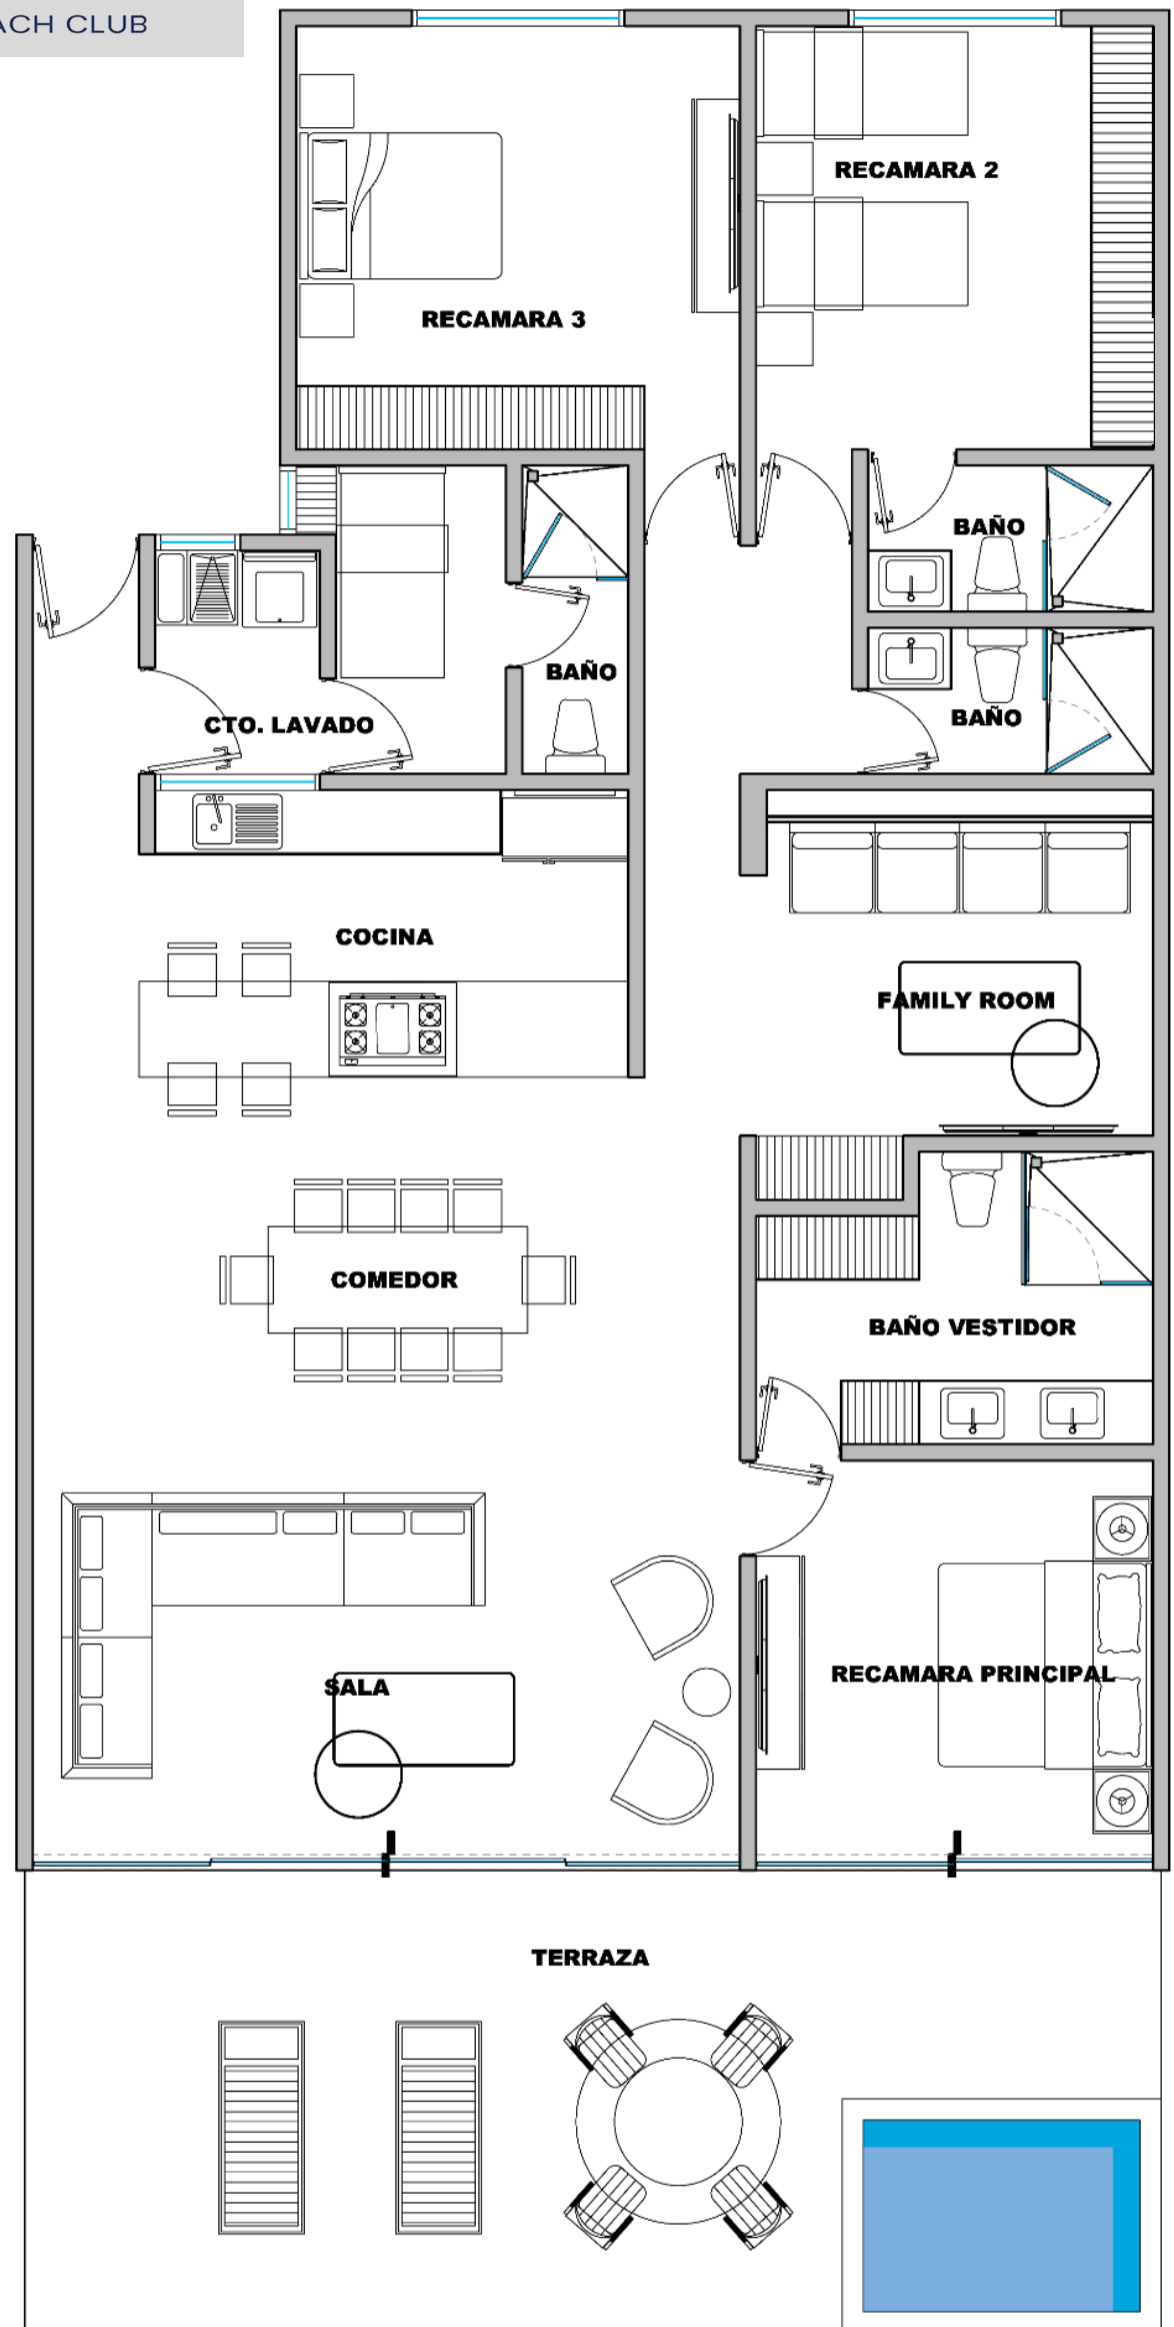 ACH CLUB
RECAMARA 2
RECAMARA 3
BAÑO
BAÑO
BAÑO
CTO. LAVADO
COCINA
FAMILY ROOM
COMEDOR
BAÑO VESTIDOR
RECAMARA PRINCIPAL
SALA
TERRAZA